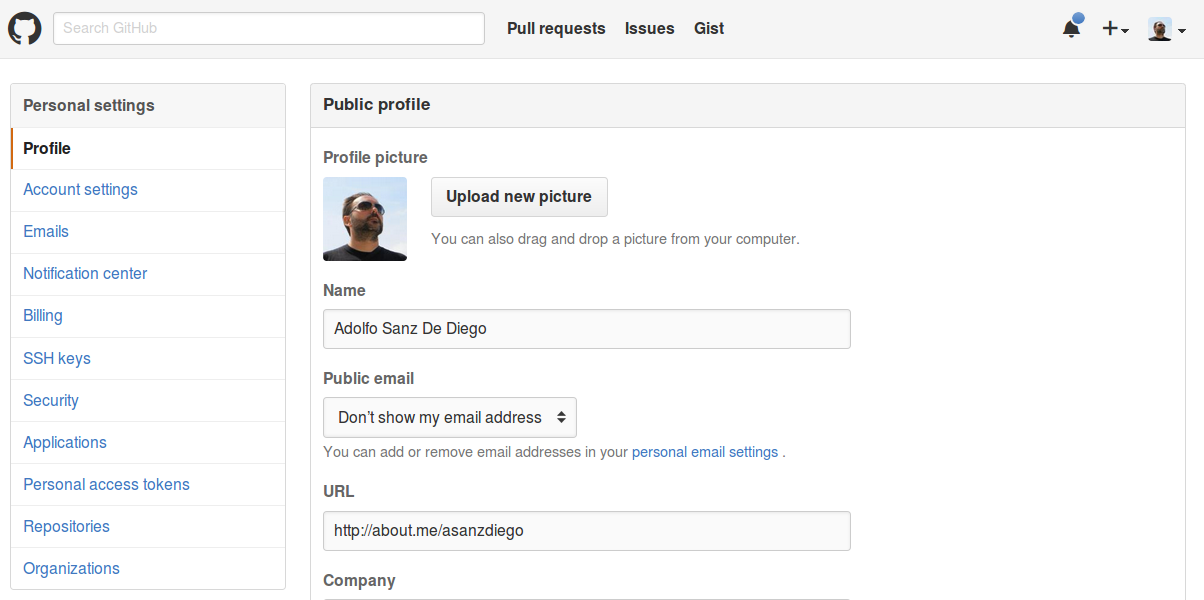 Search GitHub
Pull requests
Issues
Gist
Personal settings
Profile
Account settings
Emails
Notification center
Billing
SSH keys
Security
Applications
Personal access tokens
Repositories
Organizations
Public profile
Profile picture
Upload new picture
You can also drag and drop a picture from your computer.
Name
Adolfo Sanz De Diego
Public email
Don’t show my email address
You can add or remove email addresses in your personal email settings .
URL
http://about.me/asanzdiego
Company